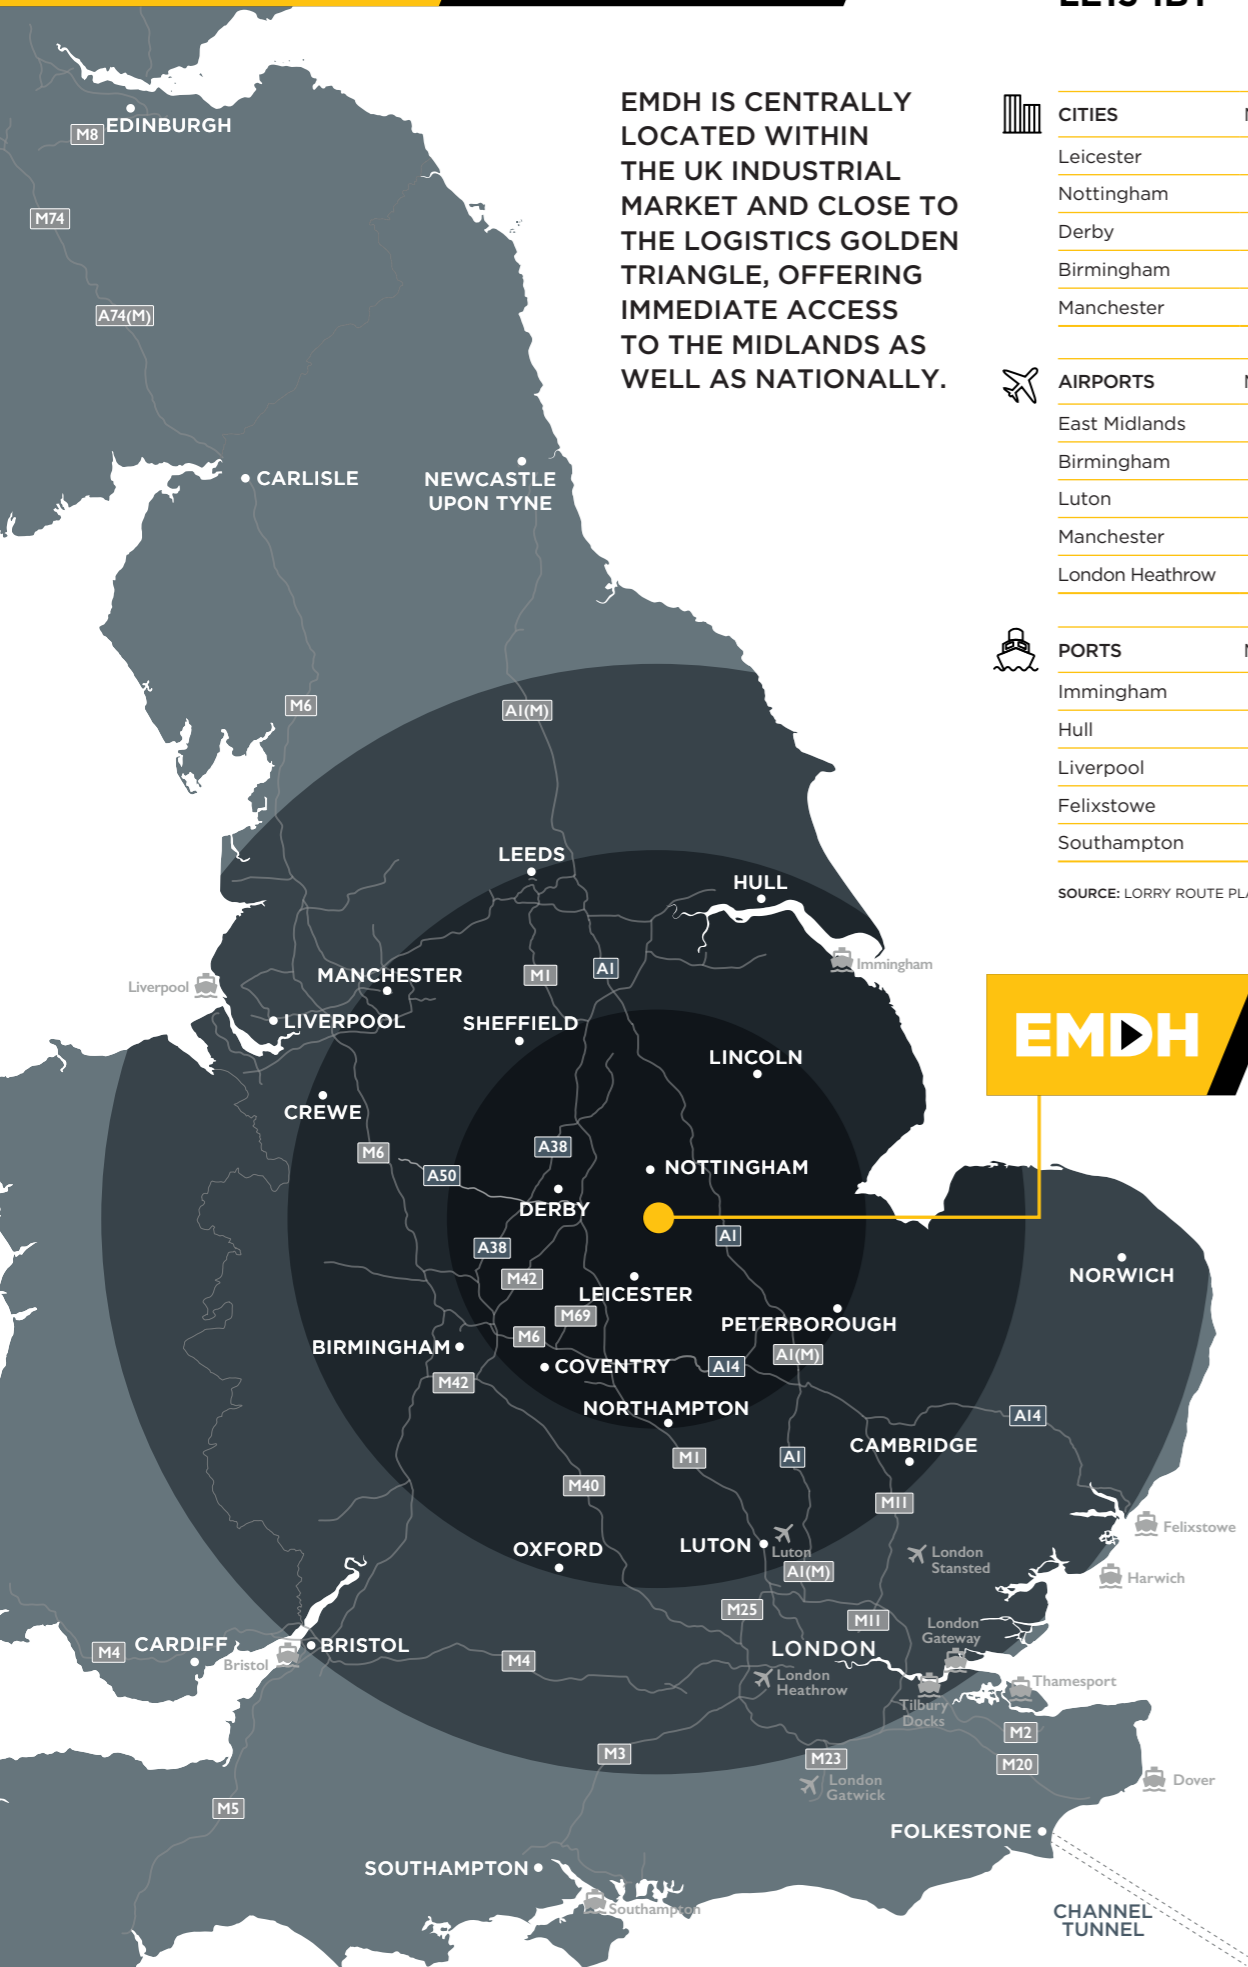 EMDH IS CENTRALLY
LOCATED WITHIN
THE UK INDUSTRIAL
MARKET AND CLOSE TO
THE LOGISTICS GOLDEN
TRIANGLE, OFFERING
IMMEDIATE ACCESS
TO THE MIDLANDS AS
WELL AS NATIONALLY.
CITIES
Leicester
Nottingham
Derby
Birmingham
Manchester
AIRPORTS
East Midlands
Birmingham
Luton
Manchester
London Heathrow
PORTS
Immingham
Hull
Liverpool
Felixstowe
Southampton
SOURCE: LORRY ROUTE
EMDH
EDINBURGH
M8
M74
A74(M)
CARLISLE
NEWCASTLE
UPON TYNE
M6
A1(M)
LEEDS
HULL
Immingham
MANCHESTER
M1
A1
Liverpool
LIVERPOOL
SHEFFIELD
LINCOLN
CREWE
M6
A38
A50
NOTTINGHAM
DERBY
A1
A38
M42
LEICESTER
NORWICH
M69
PETERBOROUGH
M6
BIRMINGHAM
COVENTRY
A14
A1(M)
M42
NORTHAMPTON
A14
CAMBRIDGE
M1
A1
M40
M11
Felixstowe
OXFORD
LUTON
Luton
London
Stansted
A1(M)
Harwich
M25
M11
London
Gateway
M4
CARDIFF
Bristol
BRISTOL
M4
LONDON
London
Heathrow
Thamesport
Tilbury
Docks
M2
M3
M23
M20
London
Gatwick
Dover
M5
FOLKESTONE
SOUTHAMPTON
Southampton
CHANNEL
TUNNEL